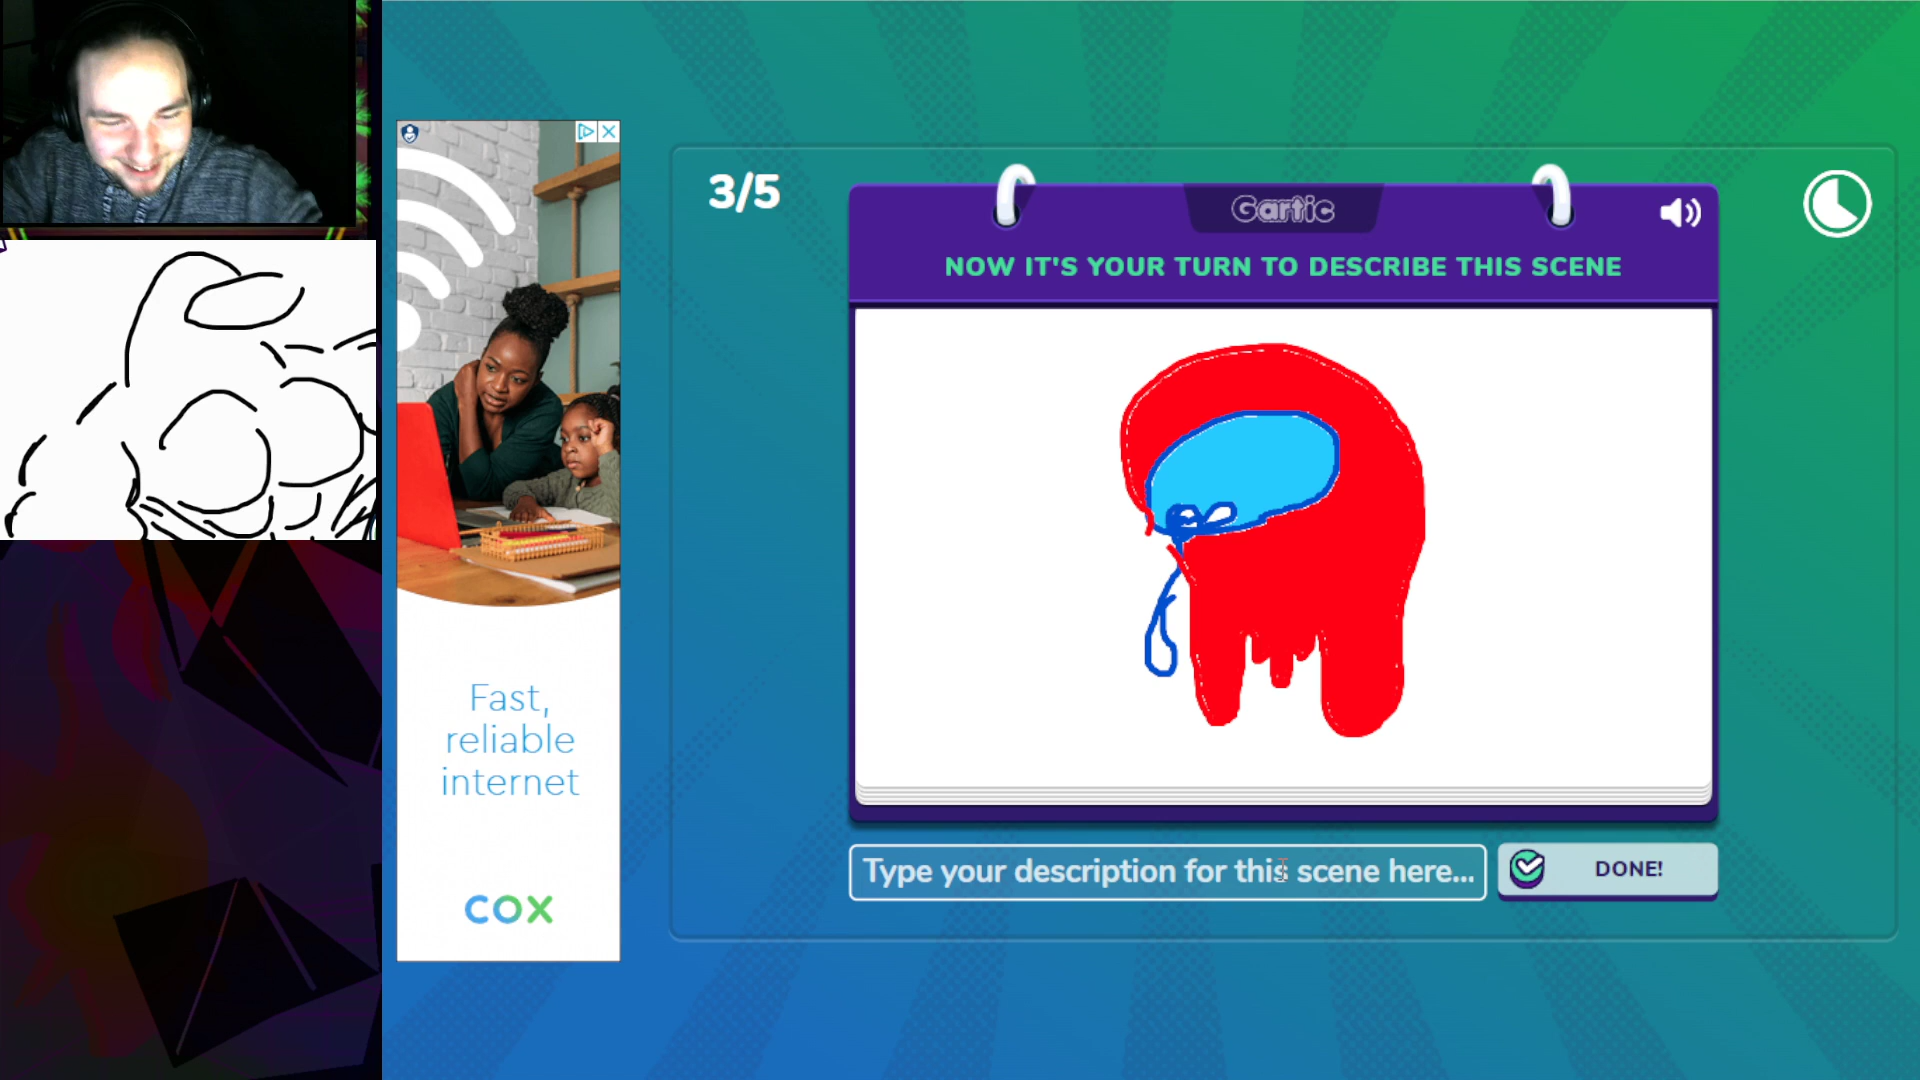 3/5
Gartic
NOW IT'S YOUR TURN TO DESCRIBE THIS SCENE
Type your description for this scene here...
DONE!
Fast,
reliable
internet
COX